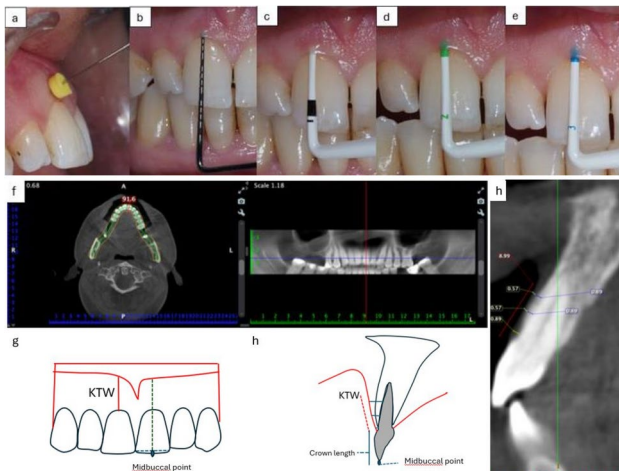 a
b
c
d
e
f
0.68
A
91.6
R
L
P
Scale 1.18
L
h
8.99
0.57
0.57
0.89
g
KTW
Midbuccal point
h
KTW
Crown length
Midbuccal point